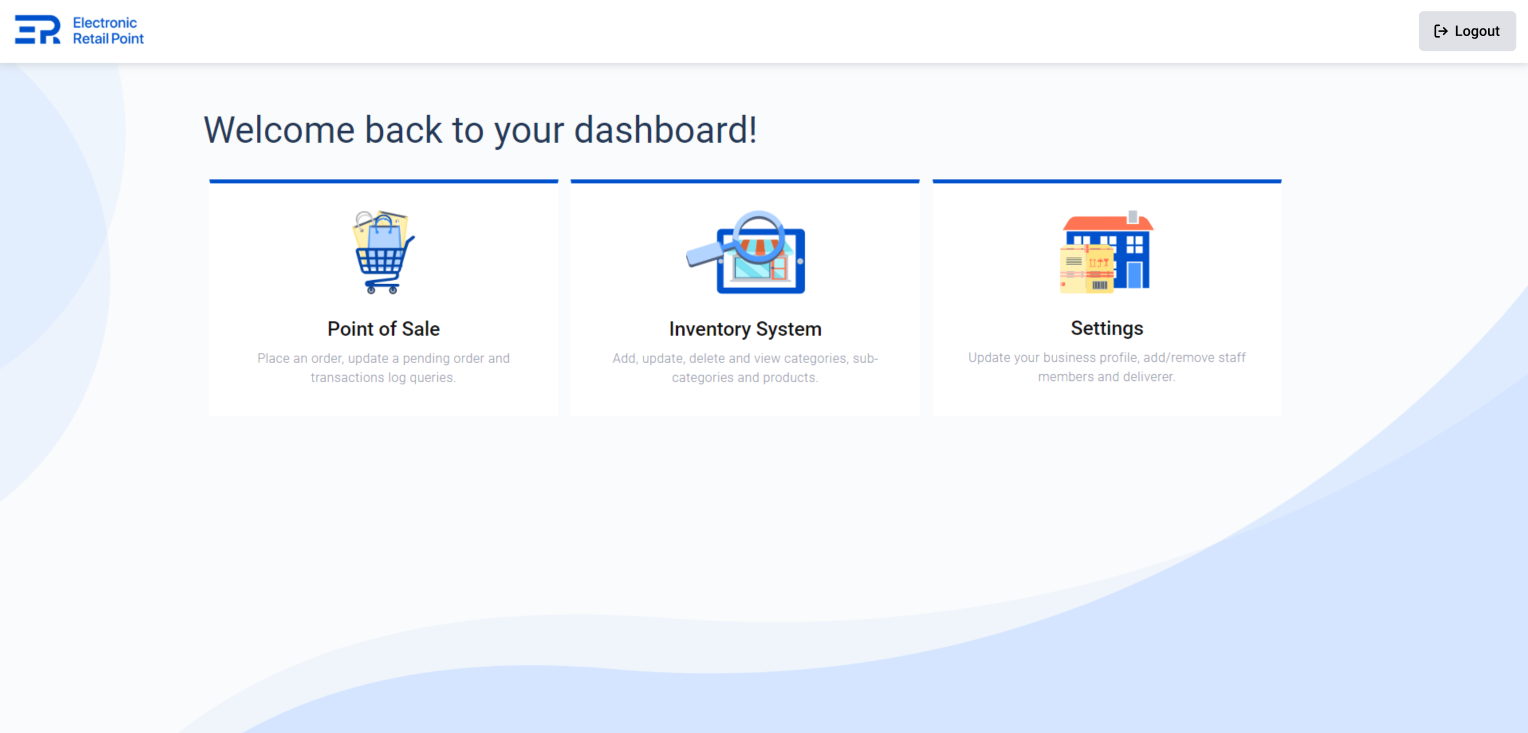 Electronic
Retail Point
Logout
Welcome back to your dashboard!
Point of Sale
Place an order, update a pending order and
transactions log queries.
Inventory System
Add, update, delete and view categories, sub-
categories and products.
Settings
Update your business profile, add/remove staff
members and deliverer.